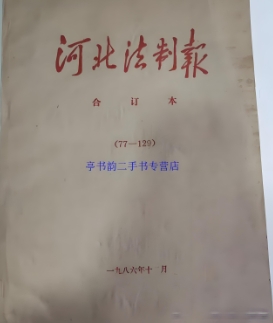 河北法制报
合订本
（77—129）
亭书韵二手书专营店
一九八六年十 月